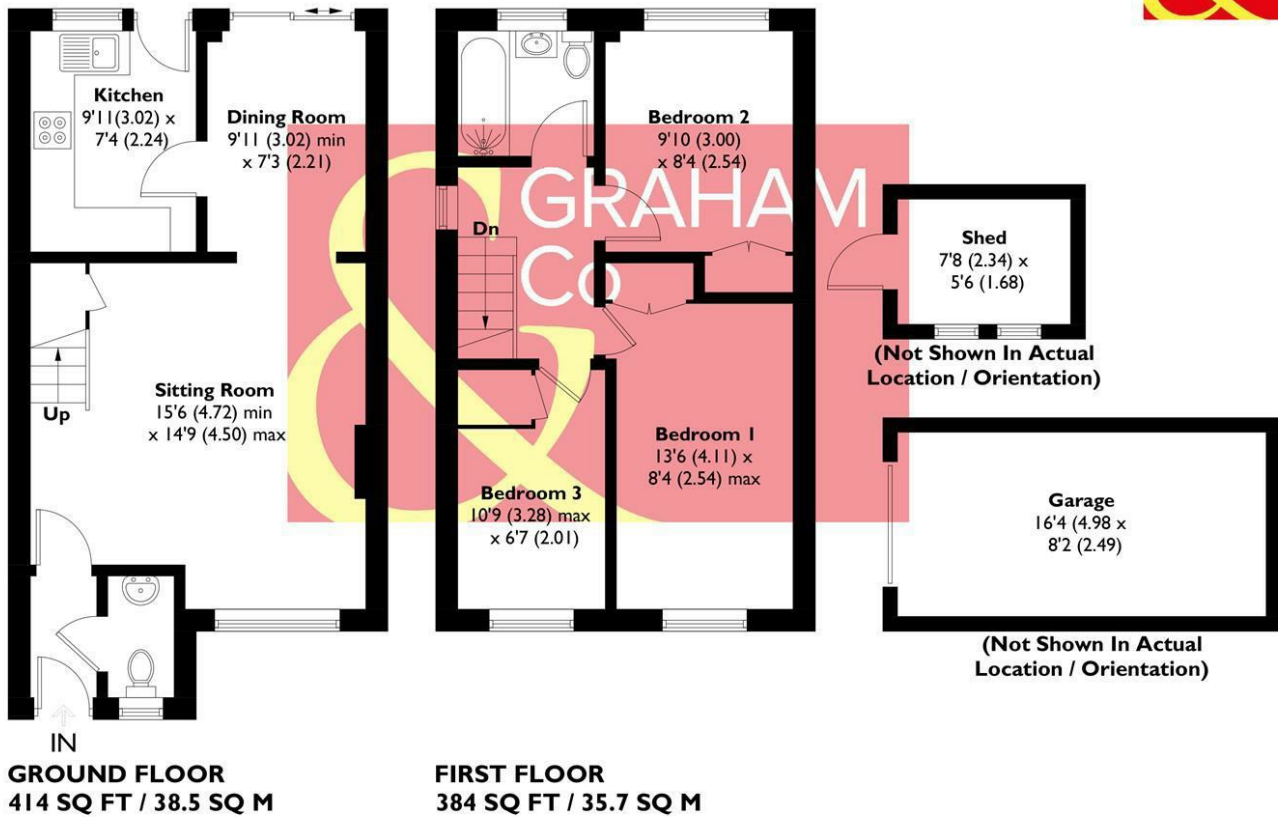 Kitchen
9'11(3.02) x
7'4 (2.24)
Dining Room
9'11 (3.02) min
x 7'3 (2.21)
Sitting Room
15'6 (4.72) min
x 14'9 (4.50) max
Up
IN
GROUND FLOOR
414 SQ FT / 38.5 SQ M
Bedroom 2
9'10 (3.00)
x 8'4 (2.54)
& GRAHAM
Co
Dn
Bedroom 1
13'6 (4.11) x
8'4 (2.54) max
Bedroom 3
10'9 (3.28) max
x 6'7 (2.01)
FIRST FLOOR
384 SQ FT / 35.7 SQ M
Shed
7'8 (2.34) x
5'6 (1.68)
(Not Shown In Actual
Location / Orientation)
Garage
16'4 (4.98 x
8'2 (2.49)
(Not Shown In Actual
Location / Orientation)